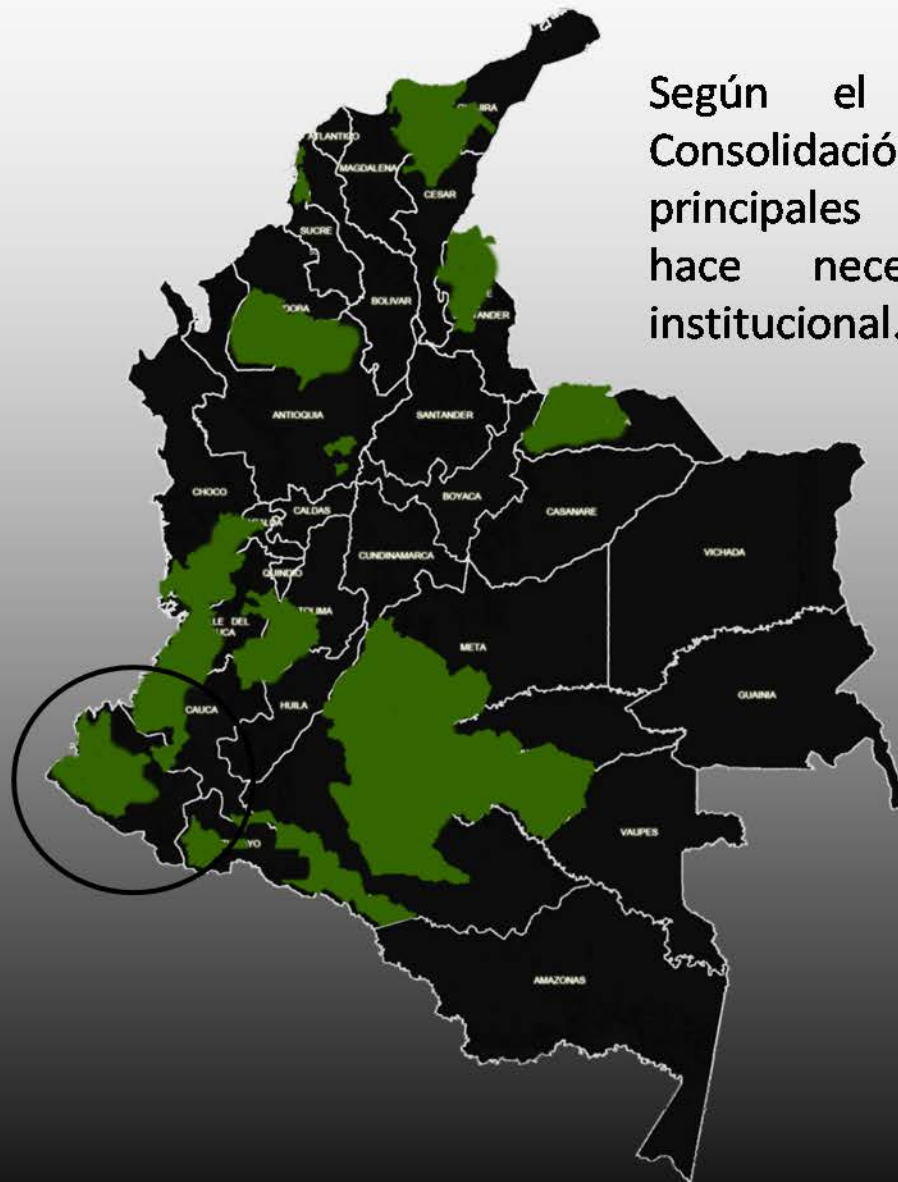 Según el
Consolidació
principales
hace nece
institucional.
ATLANTICO
MAGDALENA
CESAR
SUCRE
BOLIVAR
ANTIOQUIA
SANTANDER
CHOCO
CALDAS
BOYACA
CASANARE
CUNDINAMARCA
VICHADA
QUINDIO
META
GUAINIA
CAUCA
HUILA
VAUPES
AMAZONAS